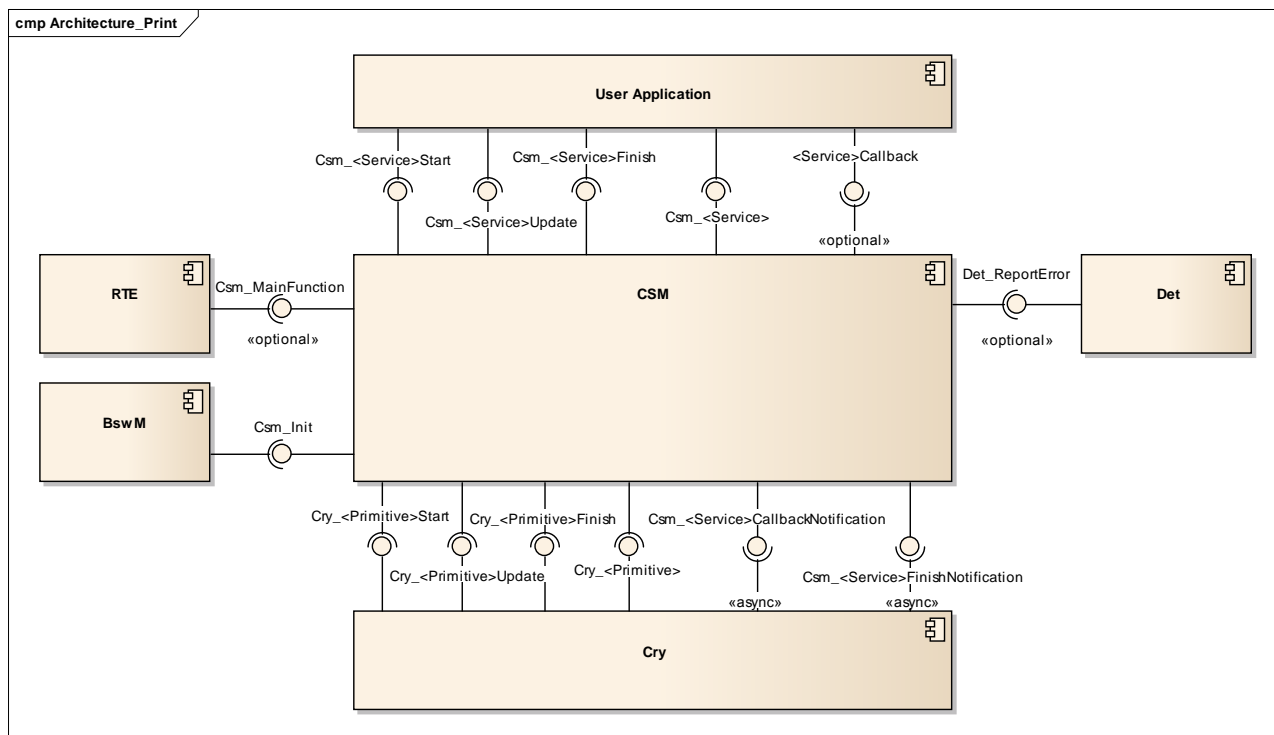 cmp Architecture_Print
User Application
Csm_<Service>Start
Csm_<Service>Finish
<Service>Callback
Csm_<Service>Update
Csm_<Service>
«optional»
RTE
Csm_MainFunction
«optional»
CSM
Det_ReportError
«optional»
Det
BswM
Csm_Init
Cry_<Primitive>Start
Cry_<Primitive>Finish
Csm_<Service>CallbackNotification
Cry_<Primitive>Update
Cry_<Primitive>
Csm_<Service>FinishNotification
«async»
«async»
Cry